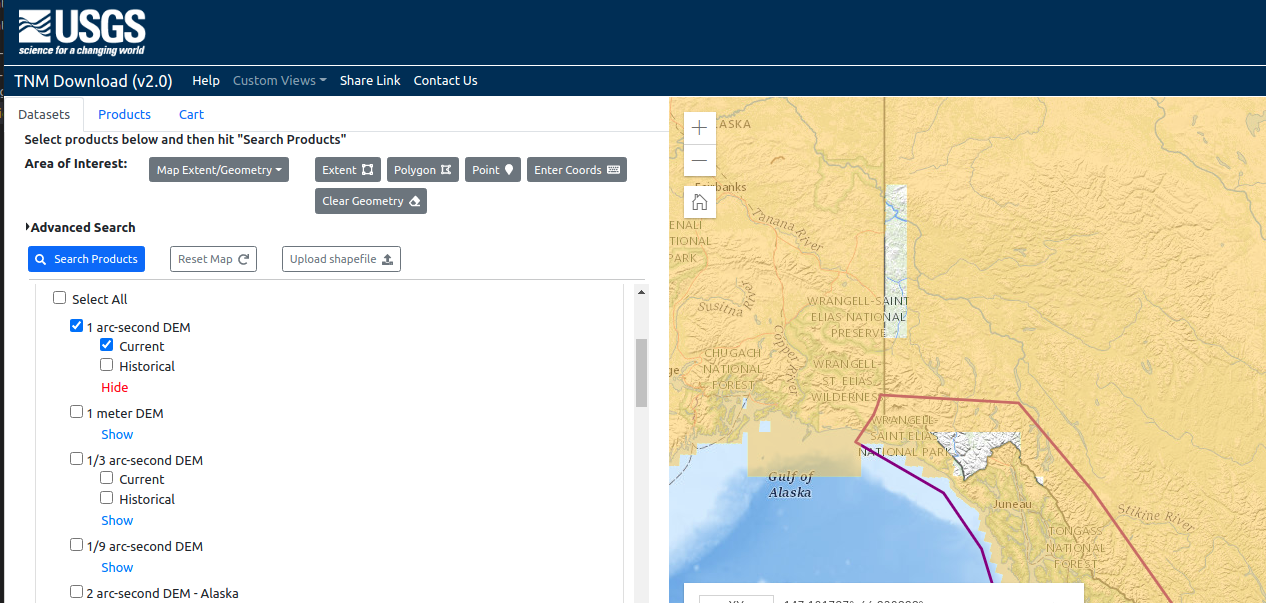 USGS
science for a changing world
TNM Download (v2.0) Help Custom Views Share Link Contact Us
Datasets Products Cart
Select products below and then hit "Search Products"
Area of Interest: Map Extent/Geometry Extent Polygon Point Enter Coords
Clear Geometry
Advanced Search
Search Products Reset Map Upload shapefile
Select All
1 arc-second DEM
Current
Historical
Hide
1 meter DEM
Show
1/3 arc-second DEM
Current
Historical
Show
1/9 arc-second DEM
Show
2 arc-second DEM - Alaska
ASKA
Fairbanks
Tanana River
ENALI
NATIONAL
PARK
Susitna River
WRANGELL-SAINT
ELIAS NATIONAL
PRESERVE
Copper River
CHUGACH
NATIONAL
FOREST
WRANGELL-
ST. ELIAS
WILDERNESS
WRANGELL-
SAINT ELIAS
NATIONAL PARK
Gulf of
Alaska
Juneau
Stikine River
TONGASS
NATIONAL
FOREST